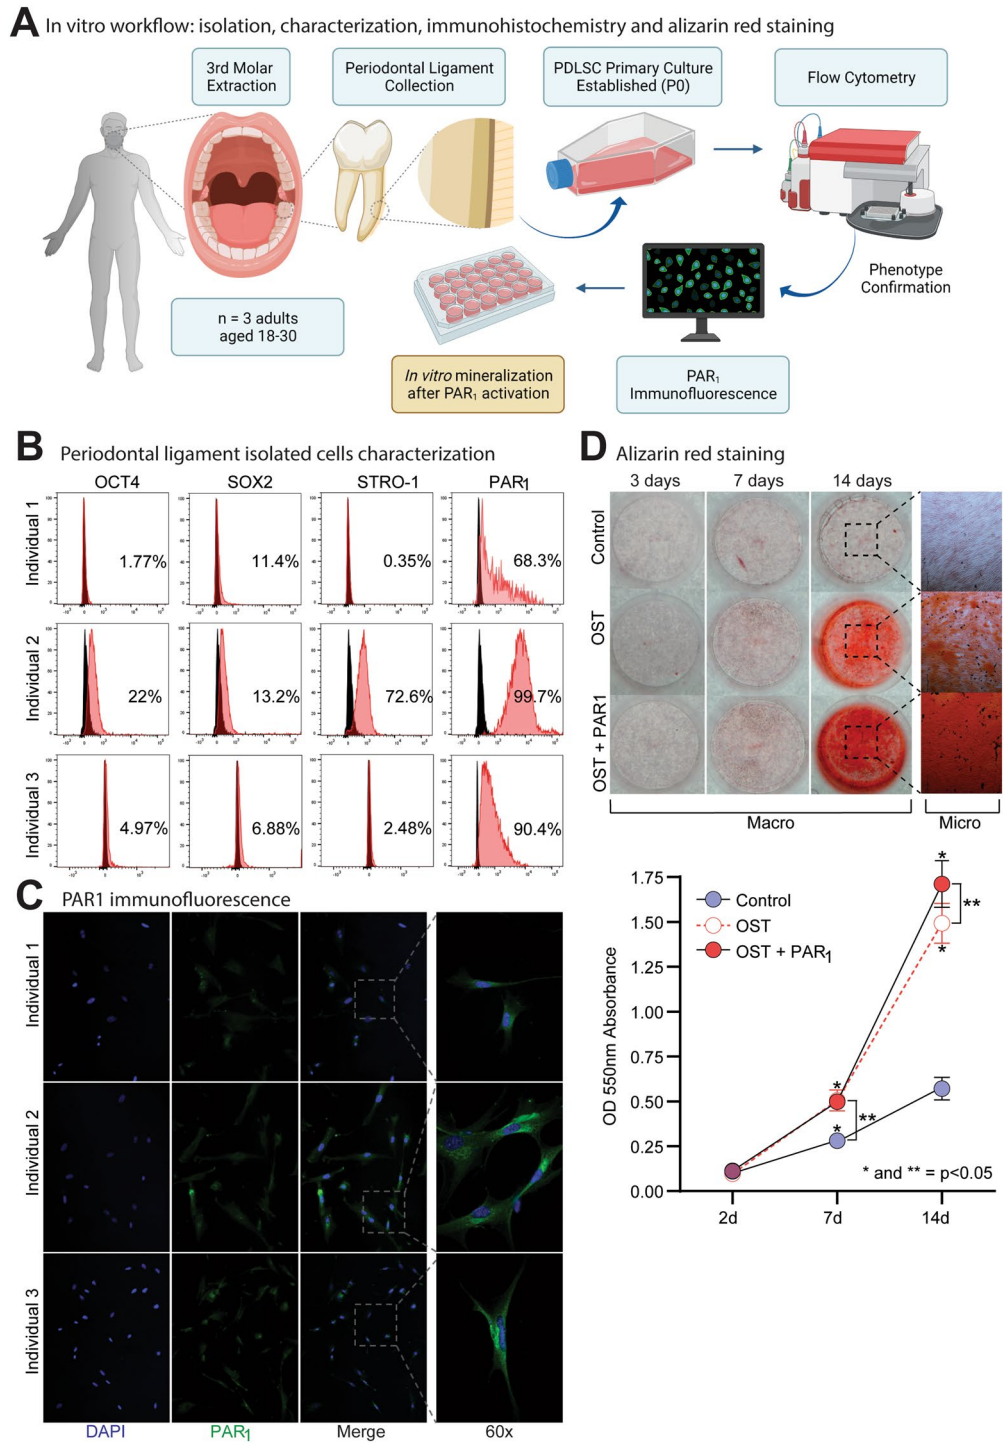 A In vitro workflow: isolation, characterization, immunohistochemistry and alizarin red staining
3rd Molar
Extraction
Periodontal Ligament
Collection
PDLSC Primary Culture
Established (P0)
Flow Cytometry
n = 3 adults
aged 18-30
Phenotype
Confirmation
In vitro mineralization
after PAR₁ activation
PAR₁
Immunofluorescence
B Periodontal ligament isolated cells characterization
OCT4 SOX2 STRO-1 PAR1
Individual 1
1.77% 11.4% 0.35% 68.3%
Individual 2
22% 13.2% 72.6% 99.7%
Individual 3
4.97% 6.88% 2.48% 90.4%
C PAR1 immunofluorescence
Individual 1
Individual 2
Individual 3
DAPI PAR1 Merge 60x
D Alizarin red staining
3 days 7 days 14 days
Control
OST
OST + PAR1
Macro Micro
OD 550nm Absorbance
1.75
1.50
1.25
1.00
0.75
0.50
0.25
0.00
Control
OST
OST + PAR1
*
**
*
*
**
*
* and ** = p<0.05
2d 7d 14d